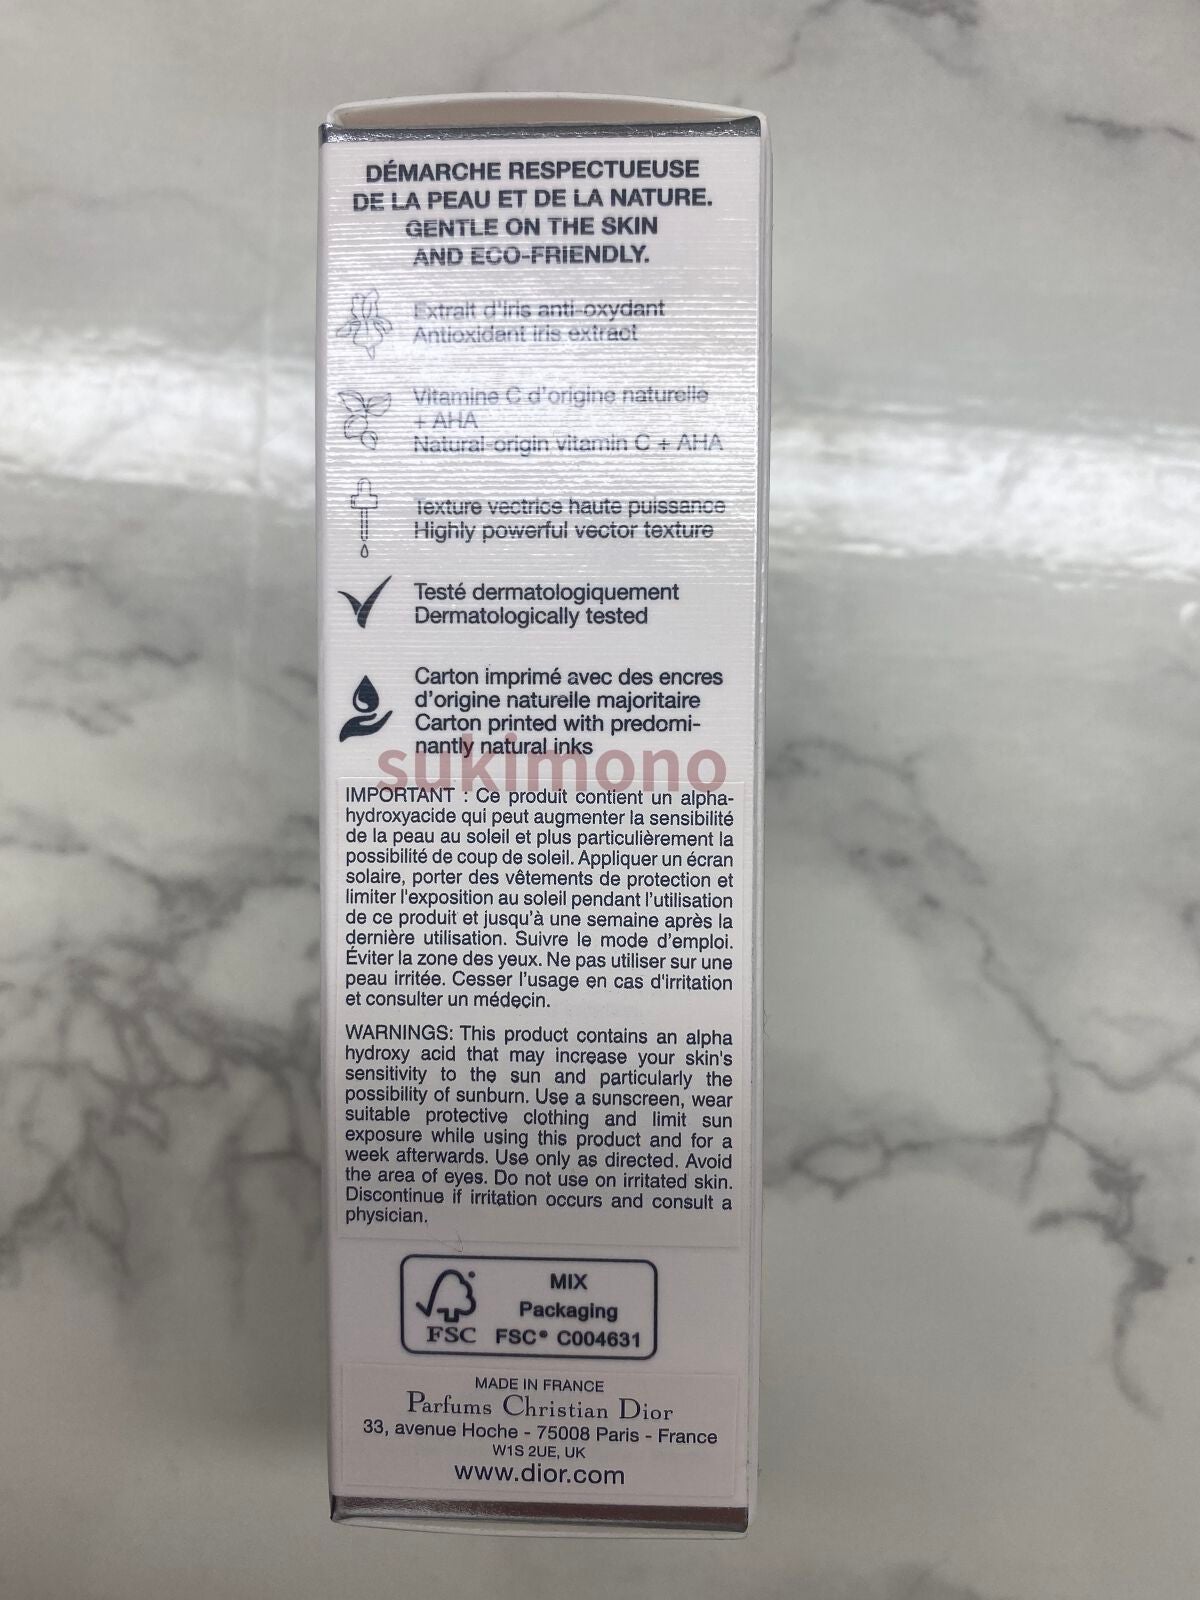 DÉMARCHE RESPECTUEUSE
DE LA PEAU ET DE LA NATURE.
GENTLE ON THE SKIN
AND ECO-FRIENDLY.
Extrait d'iris anti-oxydant
Antioxidant iris extract
Vitamine C d'origine naturelle
+ AHA
Natural-origin vitamin C + AHA
Texture vectrice haute puissance
Highly powerful vector texture
Testé dermatologiquement
Dermatologically tested
Carton imprimé avec des encres
d'origine naturelle majoritaire
Carton printed with predomi-
nantly natural inks
sukimono
IMPORTANT : Ce produit contient un alpha-
hydroxyacide qui peut augmenter la sensibilité
de la peau au soleil et plus particulièrement la
possibilité de coup de soleil. Appliquer un écran
solaire, porter des vêtements de protection et
limiter l'exposition au soleil pendant l'utilisation
de ce produit et jusqu'à une semaine après la
dernière utilisation. Suivre le mode d'emploi.
Éviter la zone des yeux. Ne pas utiliser sur une
peau irritée. Cesser l'usage en cas d'irritation
et consulter un médecin.
WARNINGS: This product contains an alpha
hydroxy acid that may increase your skin's
sensitivity to the sun and particularly the
possibility of sunburn. Use a sunscreen, wear
suitable protective clothing and limit sun
exposure while using this product and for a
week afterwards. Use only as directed. Avoid
the area of eyes. Do not use on irritated skin.
Discontinue if irritation occurs and consult a
physician.
MIX
Packaging
FSC FSC® C004631
MADE IN FRANCE
Parfums Christian Dior
33, avenue Hoche - 75008 Paris - France
W1S 2UE, UK
www.dior.com